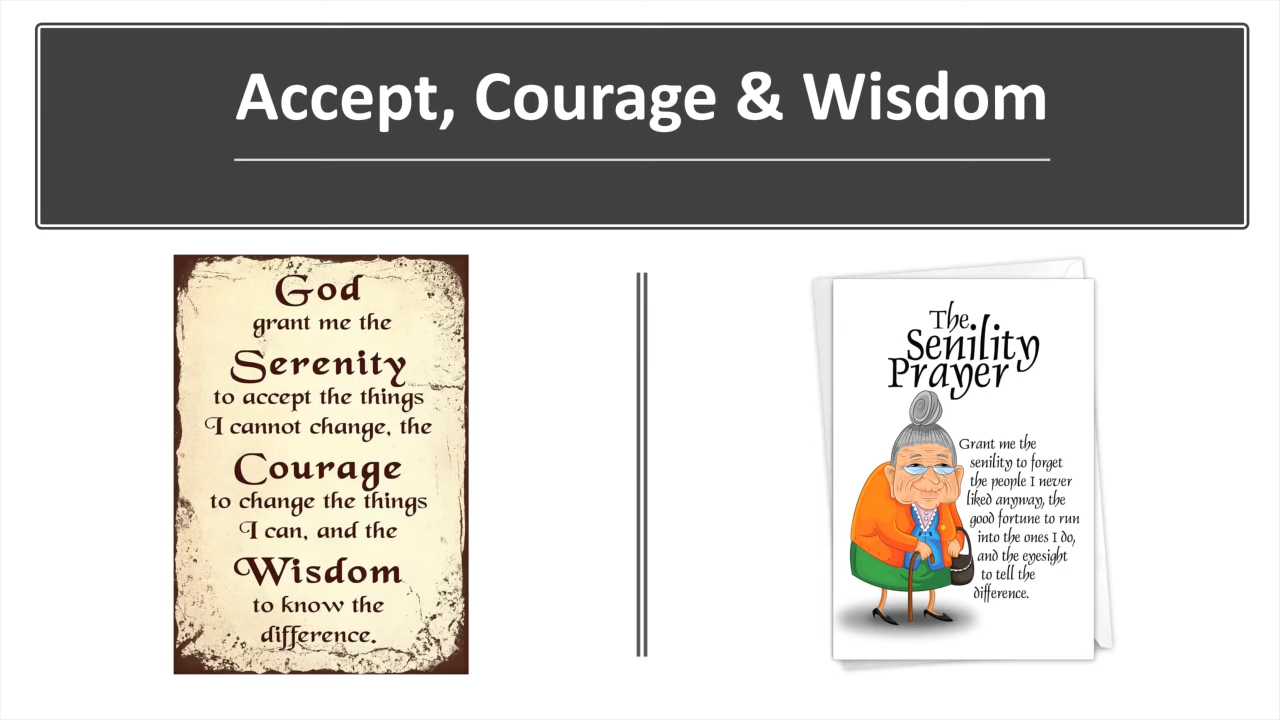 Accept, Courage & Wisdom
God
grant me the
Serenity
to accept the things
I cannot change, the
Courage
to change the things
I can, and the
Wisdom
to know the
difference.
The
Senility
Prayer
Grant me the
senility to forget
the people I never
liked anyway, the
good fortune to run
into the ones I do,
and the eyesight
to tell the
difference.